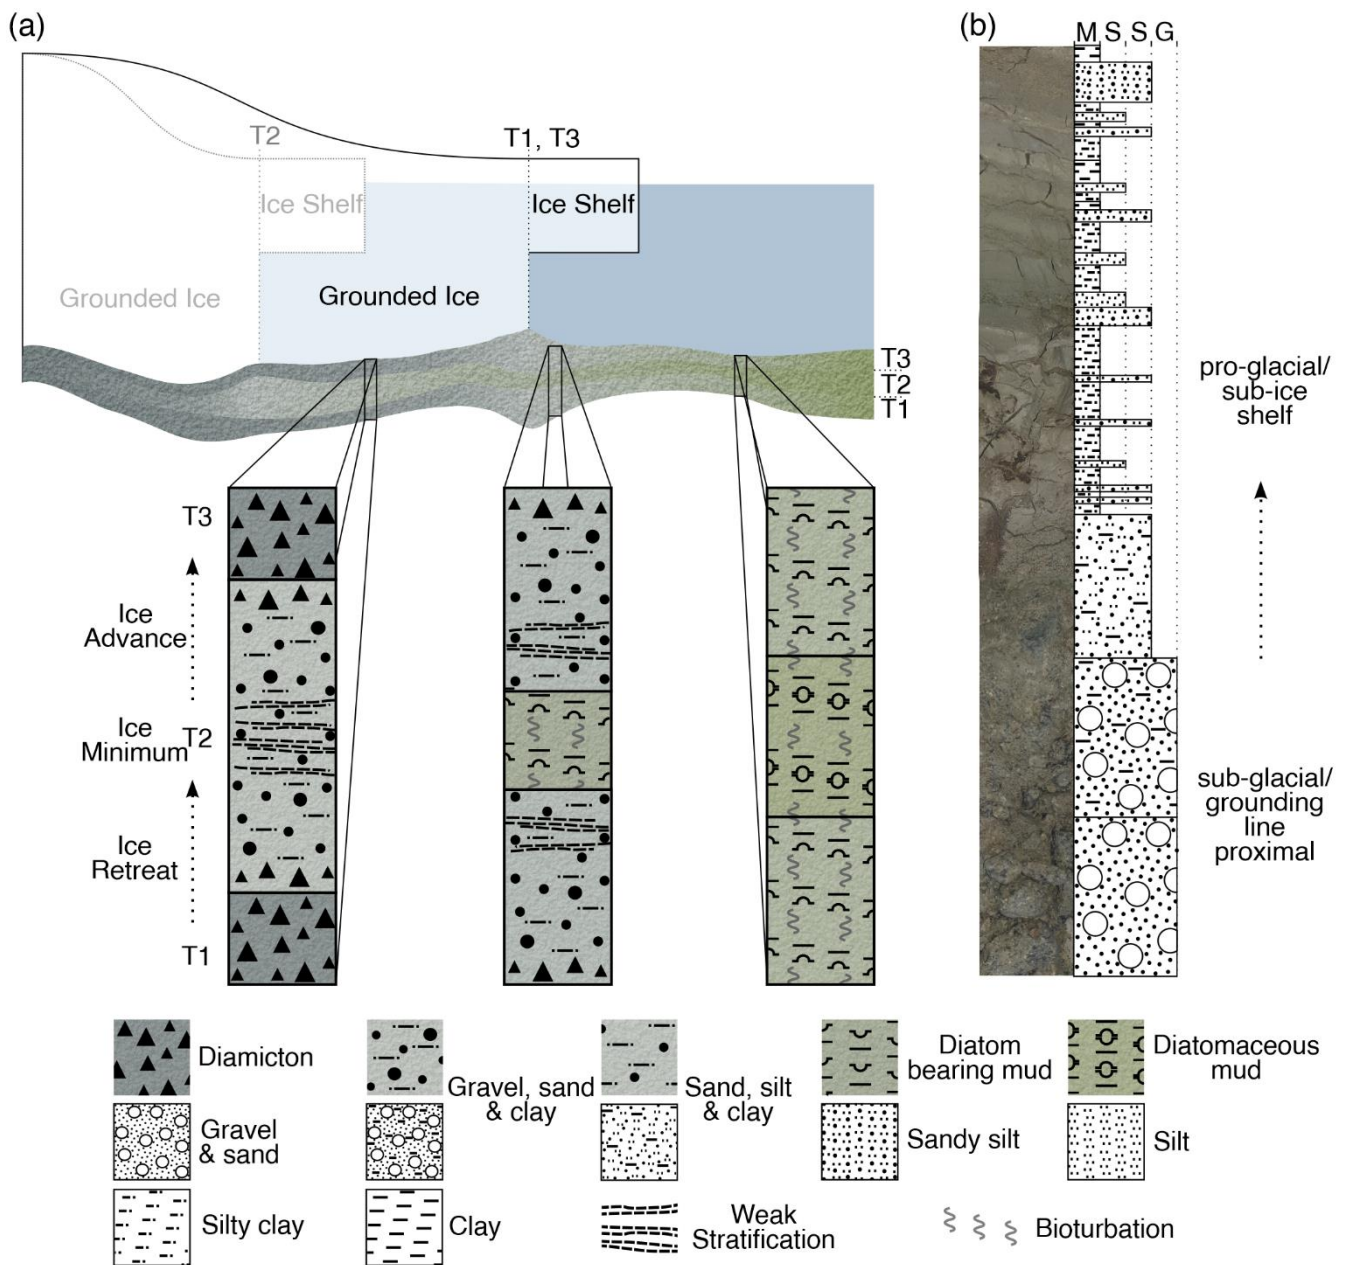 (a)
T2
T1, T3
Ice Shelf
Ice Shelf
Grounded Ice
Grounded Ice
T3
T2
T1
T3
Ice
Advance
Ice
Minimum
T2
Ice
Retreat
T1
(b)
M S S G
pro-glacial/
sub-ice
shelf
sub-glacial/
grounding
line
proximal
Diamicton
Gravel, sand
& clay
Sand, silt
& clay
Diatom
bearing mud
Diatomaceous
mud
Gravel
& sand
Sandy silt
Silt
Silty clay
Clay
Weak
Stratification
Bioturbation